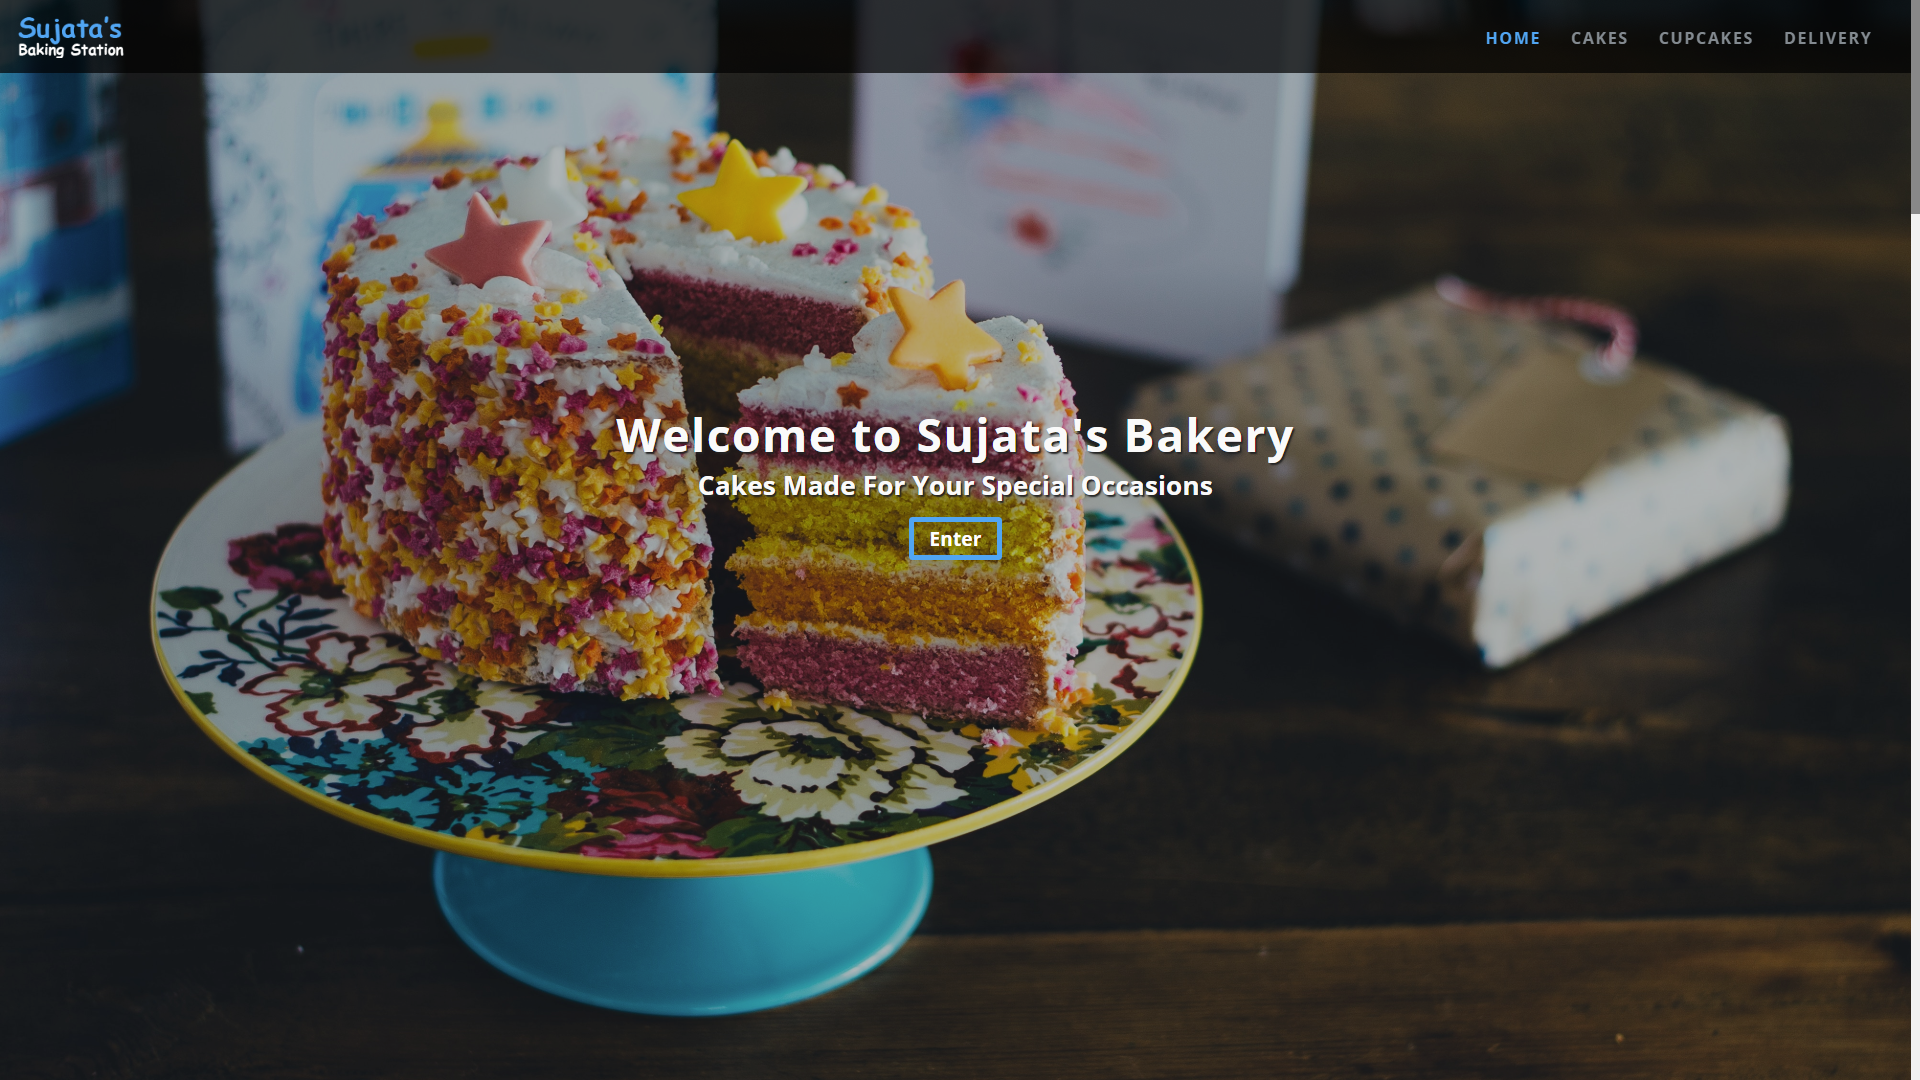 Sujata's
Baking Station
HOME CAKES CUPCAKES DELIVERY
Welcome to Sujata's Bakery
Cakes Made For Your Special Occasions
Enter